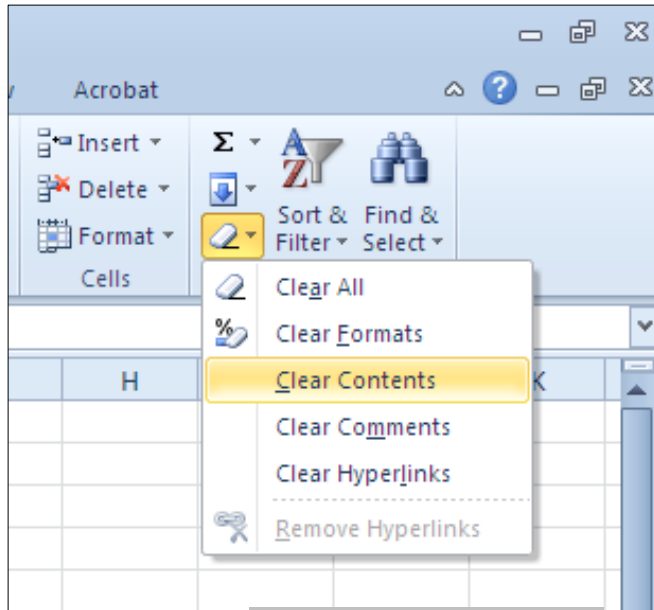 Acrobat
?
Insert
Σ
Delete
Format
A
Z
Sort &
Filter
Find &
Select
Cells
Clear All
%
Clear Formats
H
Clear Contents
K
Clear Comments
Clear Hyperlinks
Remove Hyperlinks